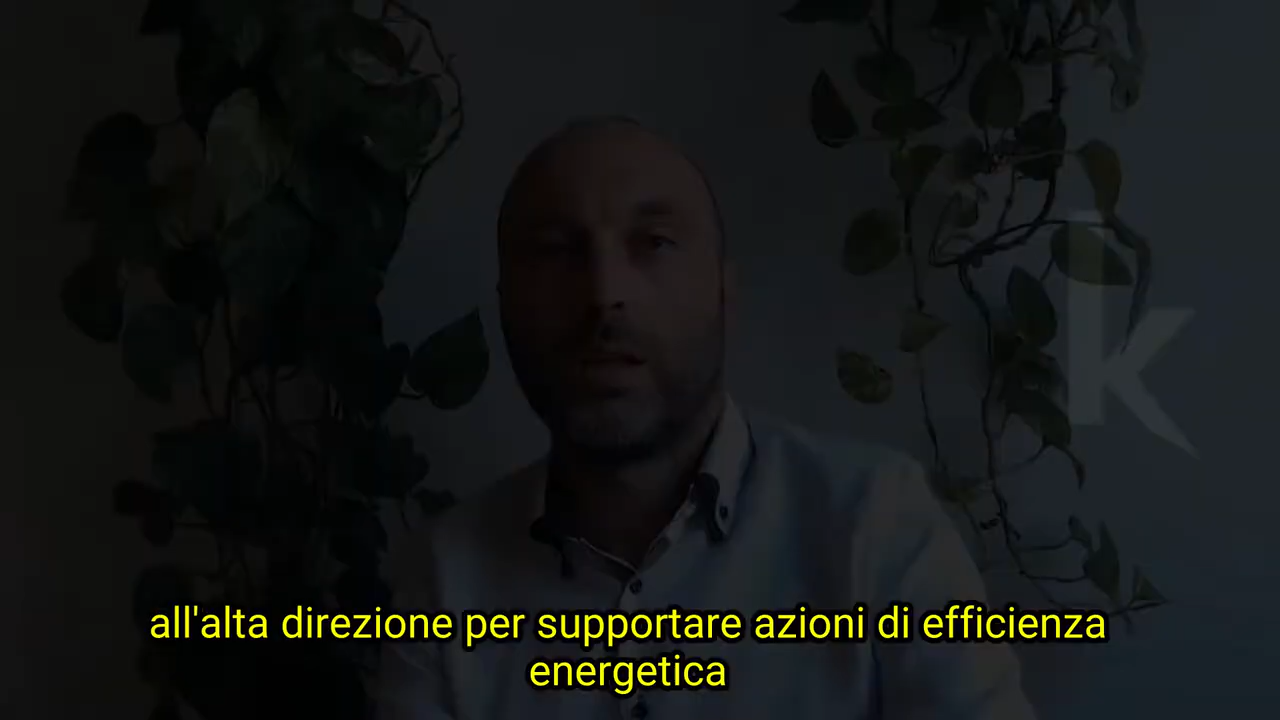 k
all'alta direzione per supportare azioni di efficienza
energetica